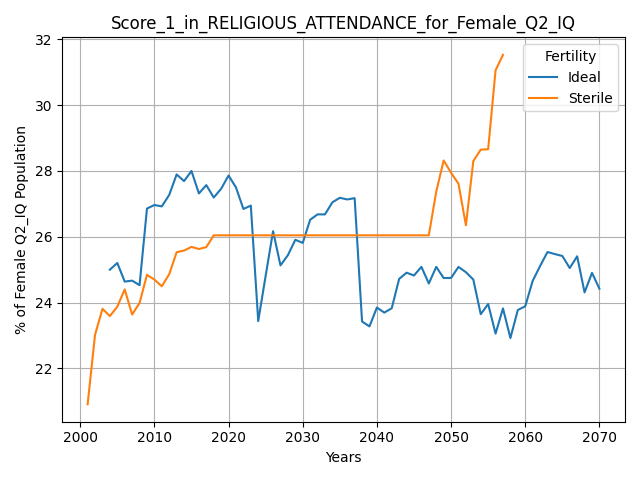 Score_1_in_RELIGIOUS_ATTENDANCE_for_Female_Q2_IQ
% of Female Q2_IQ Population
32
30
28
26
24
22
Fertility
Ideal
Sterile
2000 2010 2020 2030 2040 2050 2060 2070
Years